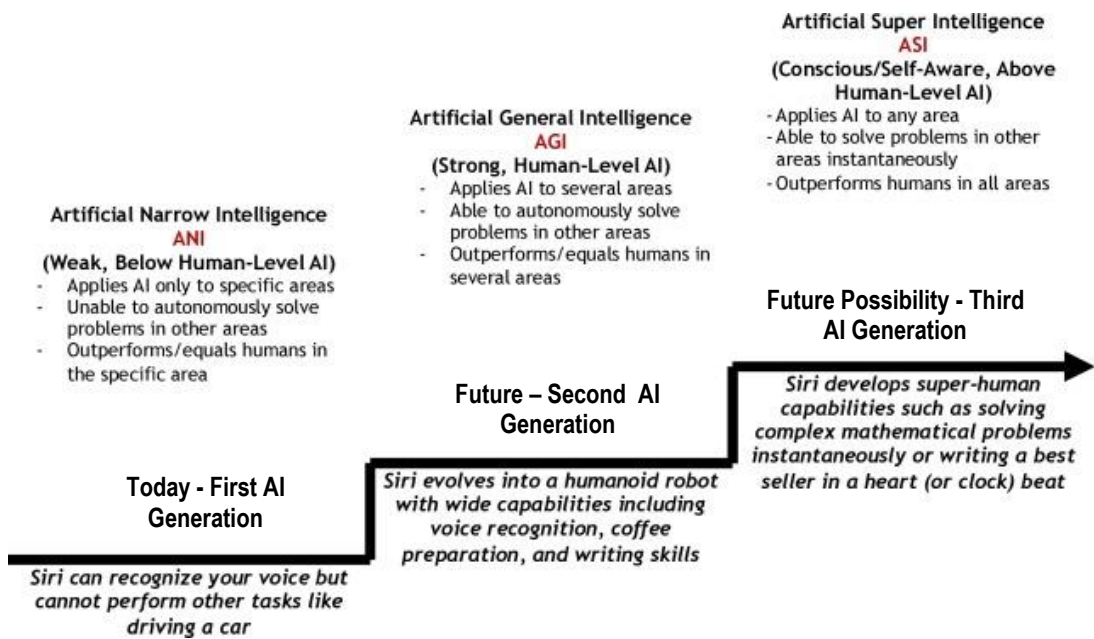 Artificial Narrow Intelligence
ANI
(Weak, Below Human-Level AI)
- Applies AI only to specific areas
- Unable to autonomously solve
problems in other areas
- Outperforms/equals humans in
the specific area
Today - First AI
Generation
Siri can recognize your voice but
cannot perform other tasks like
driving a car
Artificial General Intelligence
AGI
(Strong, Human-Level AI)
- Applies AI to several areas
- Able to autonomously solve
problems in other areas
- Outperforms/equals humans in
several areas
Future – Second AI
Generation
Siri evolves into a humanoid robot
with wide capabilities including
voice recognition, coffee
preparation, and writing skills
Artificial Super Intelligence
ASI
(Conscious/Self-Aware, Above
Human-Level AI)
- Applies AI to any area
- Able to solve problems in other
areas instantaneously
- Outperforms humans in all areas
Future Possibility - Third
AI Generation
Siri develops super-human
capabilities such as solving
complex mathematical problems
instantaneously or writing a best
seller in a heart (or clock) beat